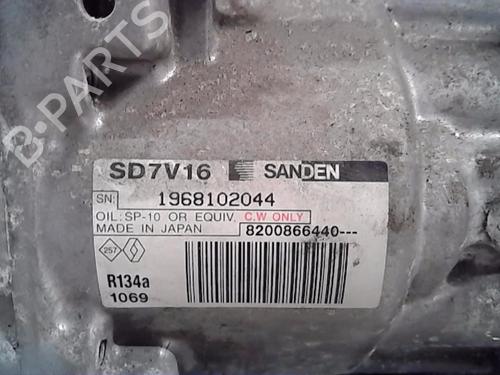 B-PARTS
SD7V16 SANDEN
SN: 1968102044
OIL: SP-10 OR EQUIV. C.W ONLY
MADE IN JAPAN 8200866440---
257
R134a
1069